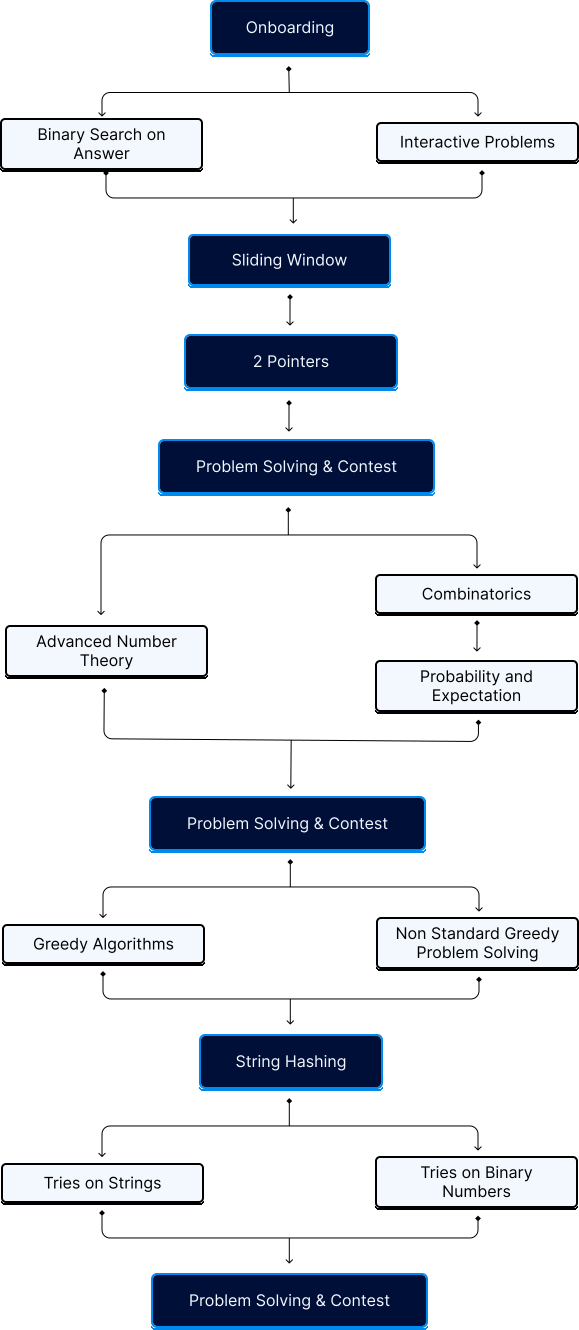 Onboarding
Binary Search on
Answer
Interactive Problems
Sliding Window
2 Pointers
Problem Solving & Contest
Combinatorics
Advanced Number
Theory
Probability and
Expectation
Problem Solving & Contest
Greedy Algorithms
Non Standard Greedy
Problem Solving
String Hashing
Tries on Strings
Tries on Binary
Numbers
Problem Solving & Contest